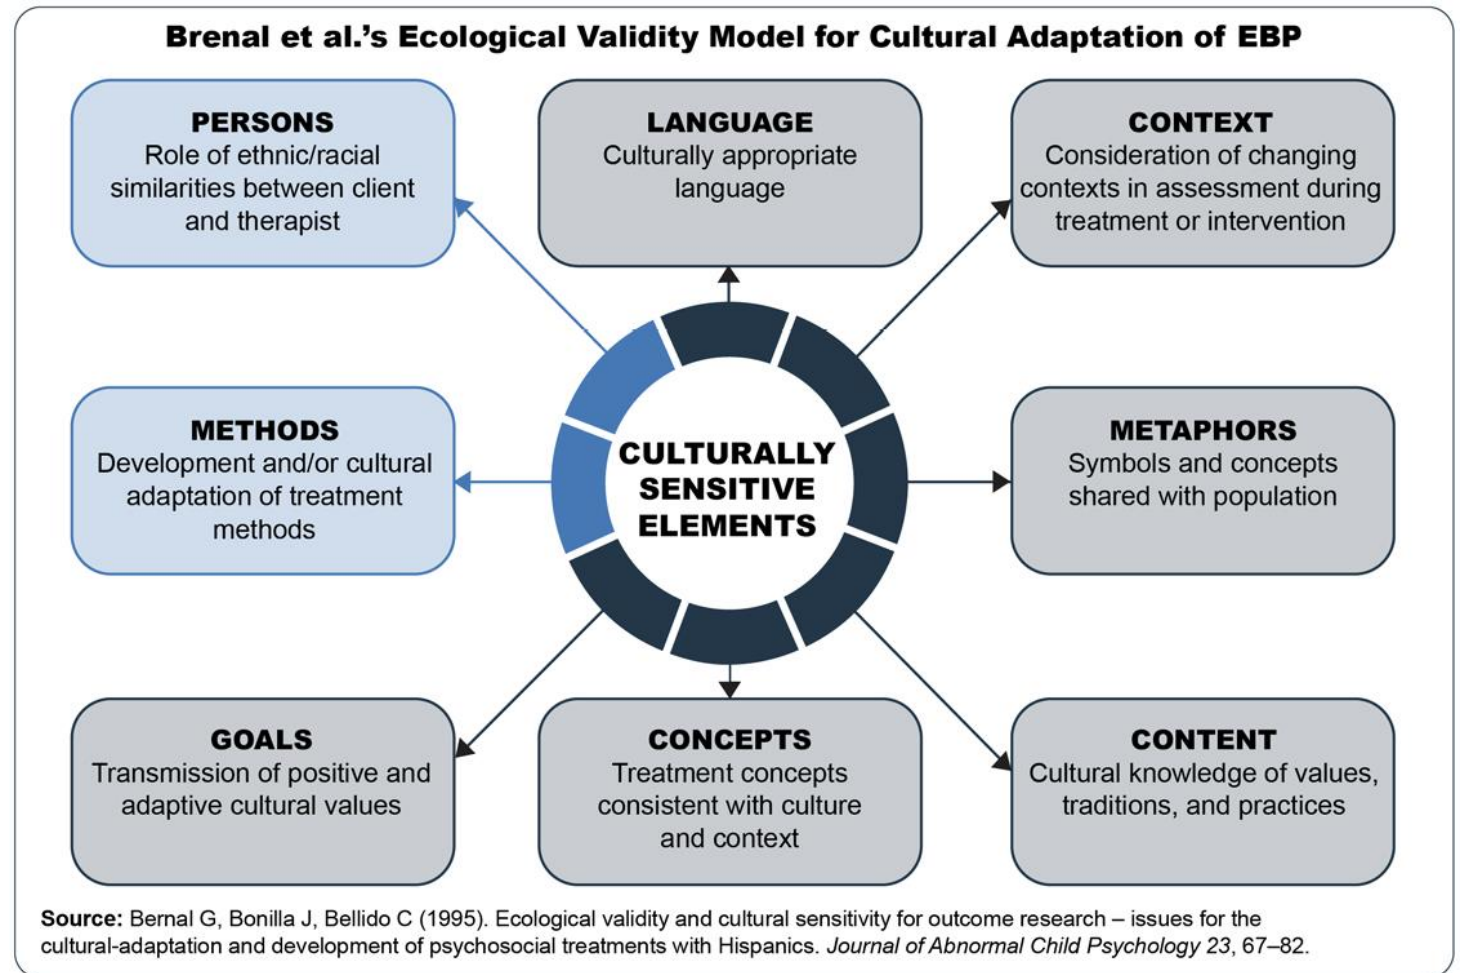 Brenal et al.’s Ecological Validity Model for Cultural Adaptation of EBP
PERSONS
Role of ethnic/racial
similarities between client
and therapist
LANGUAGE
Culturally appropriate
language
CONTEXT
Consideration of changing
contexts in assessment during
treatment or intervention
METHODS
Development and/or cultural
adaptation of treatment
methods
CULTURALLY
SENSITIVE
ELEMENTS
METAPHORS
Symbols and concepts
shared with population
GOALS
Transmission of positive and
adaptive cultural values
CONCEPTS
Treatment concepts
consistent with culture
and context
CONTENT
Cultural knowledge of values,
traditions, and practices
Source: Bernal G, Bonilla J, Bellido C (1995). Ecological validity and cultural sensitivity for outcome research – issues for the
cultural-adaptation and development of psychosocial treatments with Hispanics. Journal of Abnormal Child Psychology 23, 67–82.